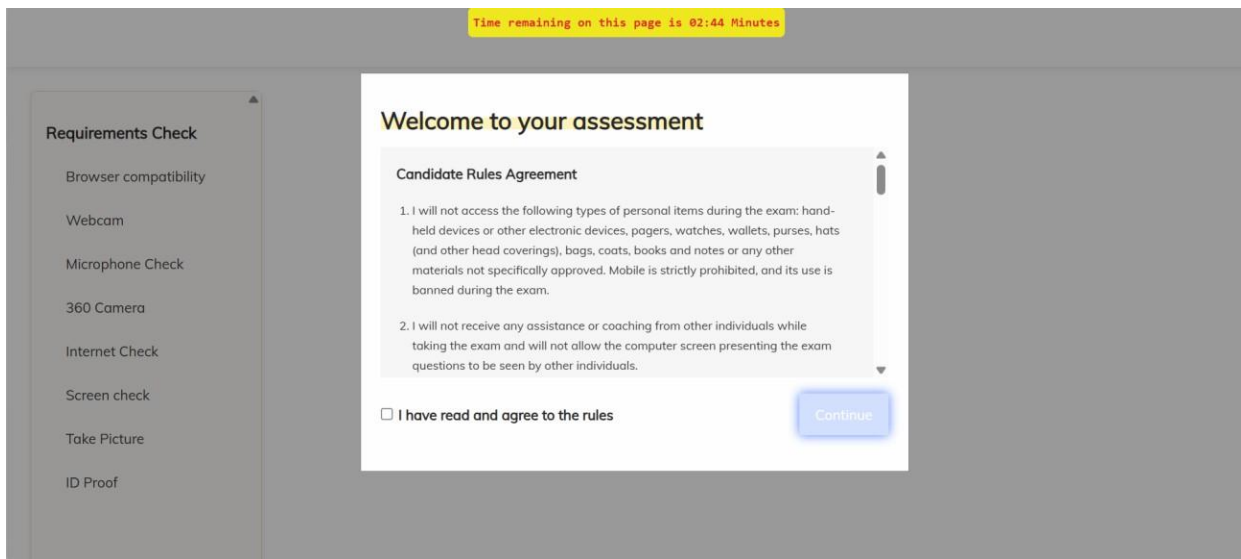 Time remaining on this page is 02:44 Minutes
Requirements Check
Browser compatibility
Webcam
Microphone Check
360 Camera
Internet Check
Screen check
Take Picture
ID Proof
Welcome to your assessment
Candidate Rules Agreement
1. I will not access the following types of personal items during the exam: hand-
held devices or other electronic devices, pagers, watches, wallets, purses, hats
(and other head coverings), bags, coats, books and notes or any other
materials not specifically approved. Mobile is strictly prohibited, and its use is
banned during the exam.
2. I will not receive any assistance or coaching from other individuals while
taking the exam and will not allow the computer screen presenting the exam
questions to be seen by other individuals.
I have read and agree to the rules
Continue